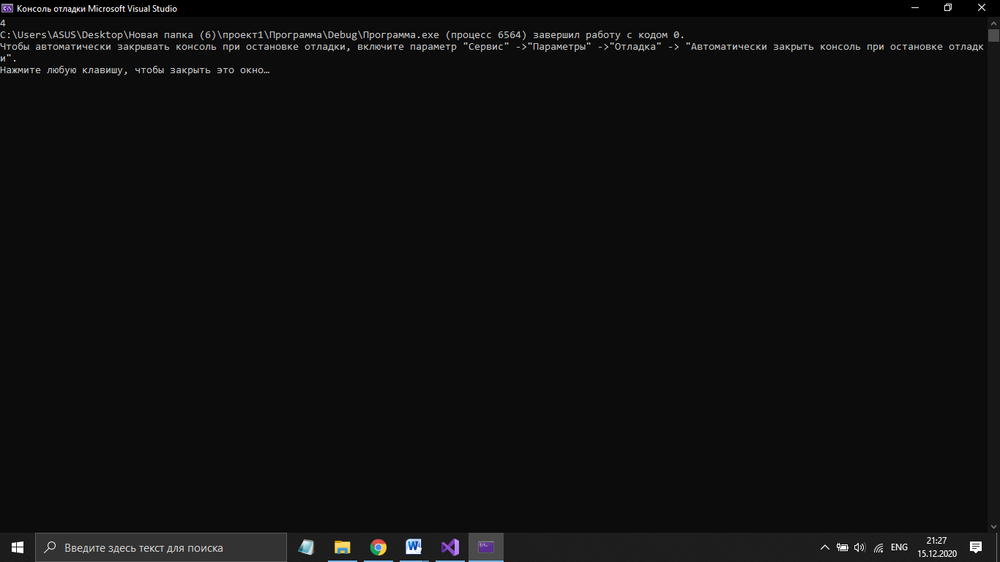 Консоль отладки Microsoft Visual Studio
4
C:\Users\ASUS\Desktop\Новая папка (6)\проект1\Программа\Debug\Программа.exe (процесс 6564) завершил работу с кодом 0.
Чтобы автоматически закрывать консоль при остановке отладки, включите параметр "Сервис" ->"Параметры" ->"Отладка" -> "Автоматически закрыть консоль при остановке отладк
и".
Нажмите любую клавишу, чтобы закрыть это окно…
Введите здесь текст для поиска
ENG
21:27
15.12.2020